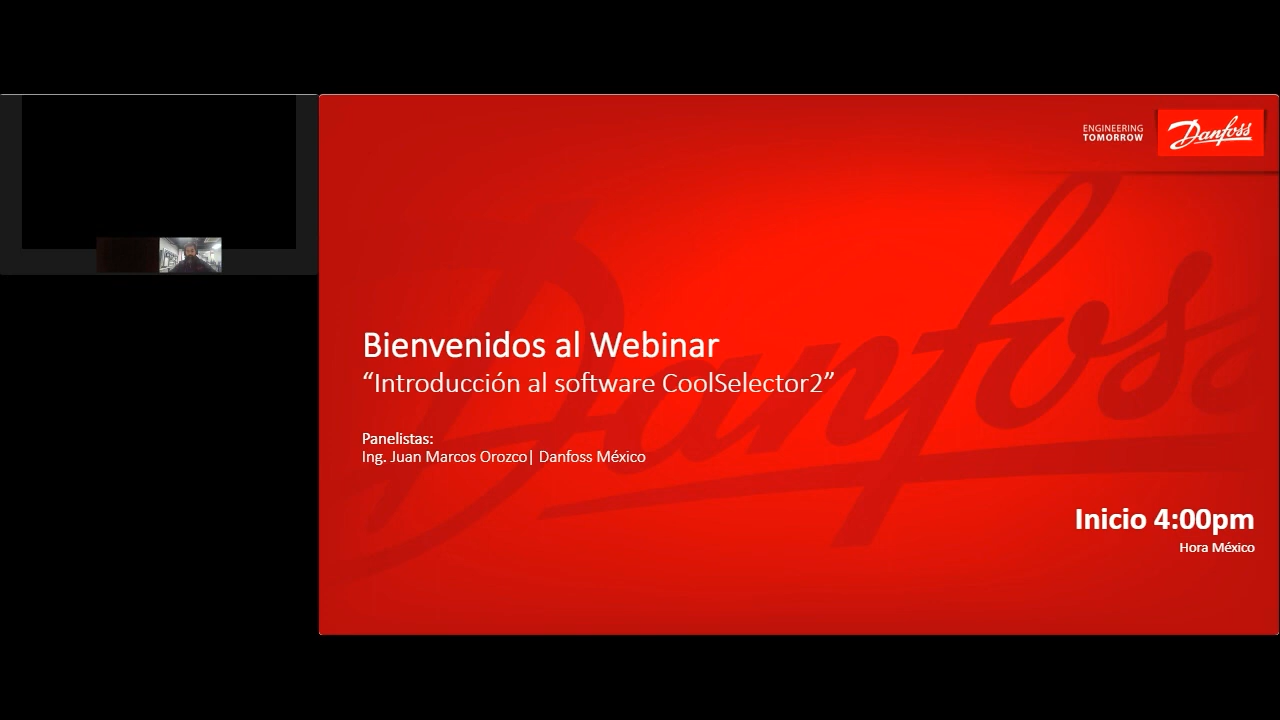 ENGINEERING
TOMORROW
Danfoss
Bienvenidos al Webinar
“Introducción al software CoolSelector2”
Panelistas:
Ing. Juan Marcos Orozco| Danfoss México
Inicio 4:00pm
Hora México